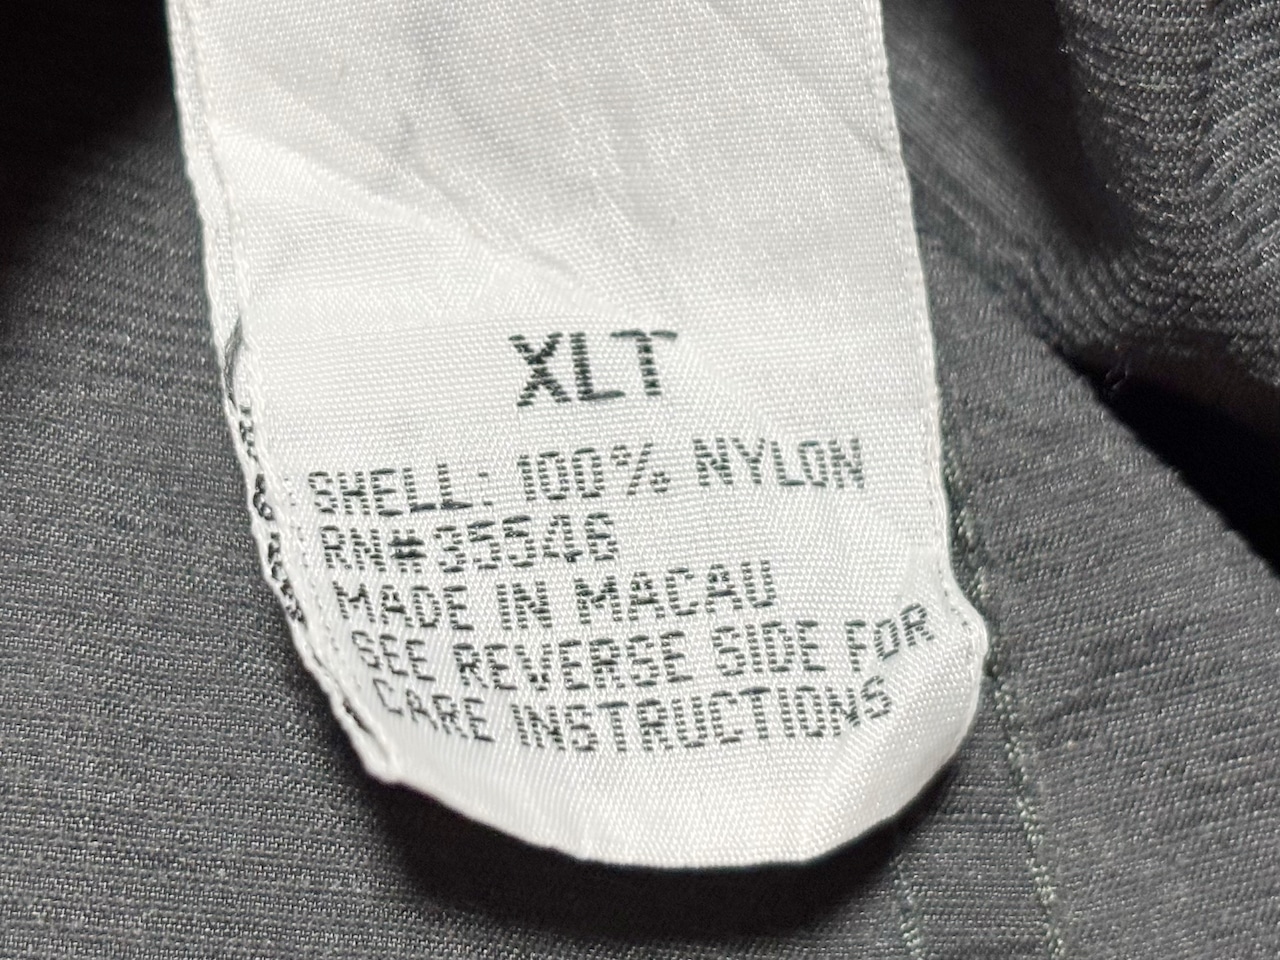 XLT
SHELL: 100% NYLON
RN#35546
MADE IN MACAU
SEE REVERSE SIDE FOR
CARE INSTRUCTIONS